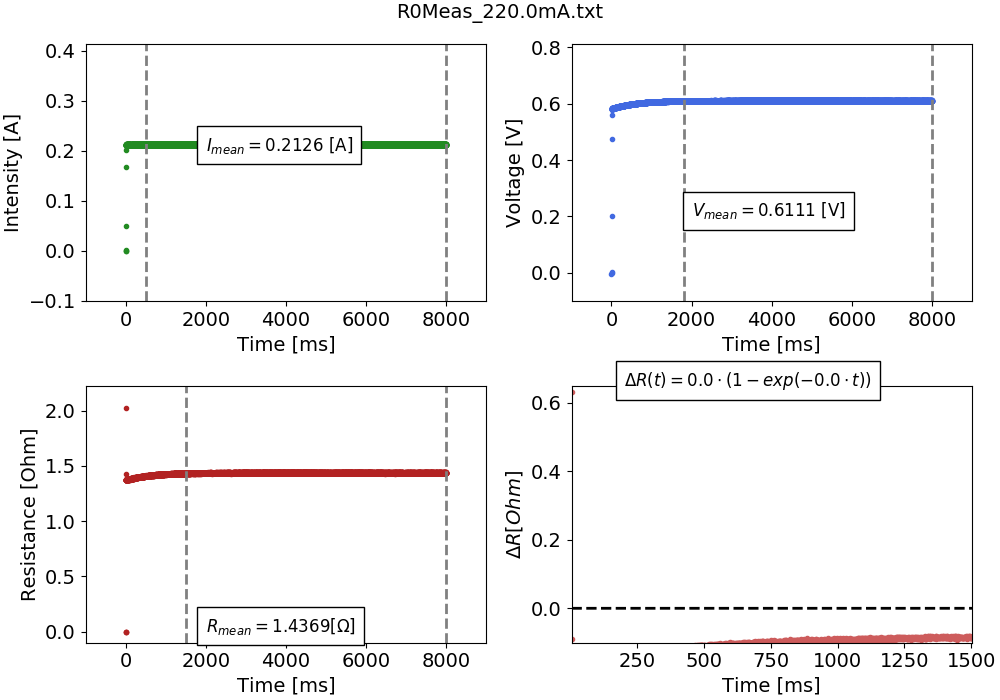 R0Meas_220.0mA.txt
0.4
0.3
0.2
0.1
0.0
−0.1
Intensity [A]
I_mean = 0.2126 [A]
0 2000 4000 6000 8000
Time [ms]
0.8
0.6
0.4
0.2
0.0
Voltage [V]
V_mean = 0.6111 [V]
0 2000 4000 6000 8000
Time [ms]
2.0
1.5
1.0
0.5
0.0
Resistance [Ohm]
R_mean = 1.4369[Ω]
0 2000 4000 6000 8000
Time [ms]
ΔR(t) = 0.0 · (1 − exp(−0.0 · t))
0.6
0.4
0.2
0.0
ΔR[Ohm]
250 500 750 1000 1250 1500
Time [ms]